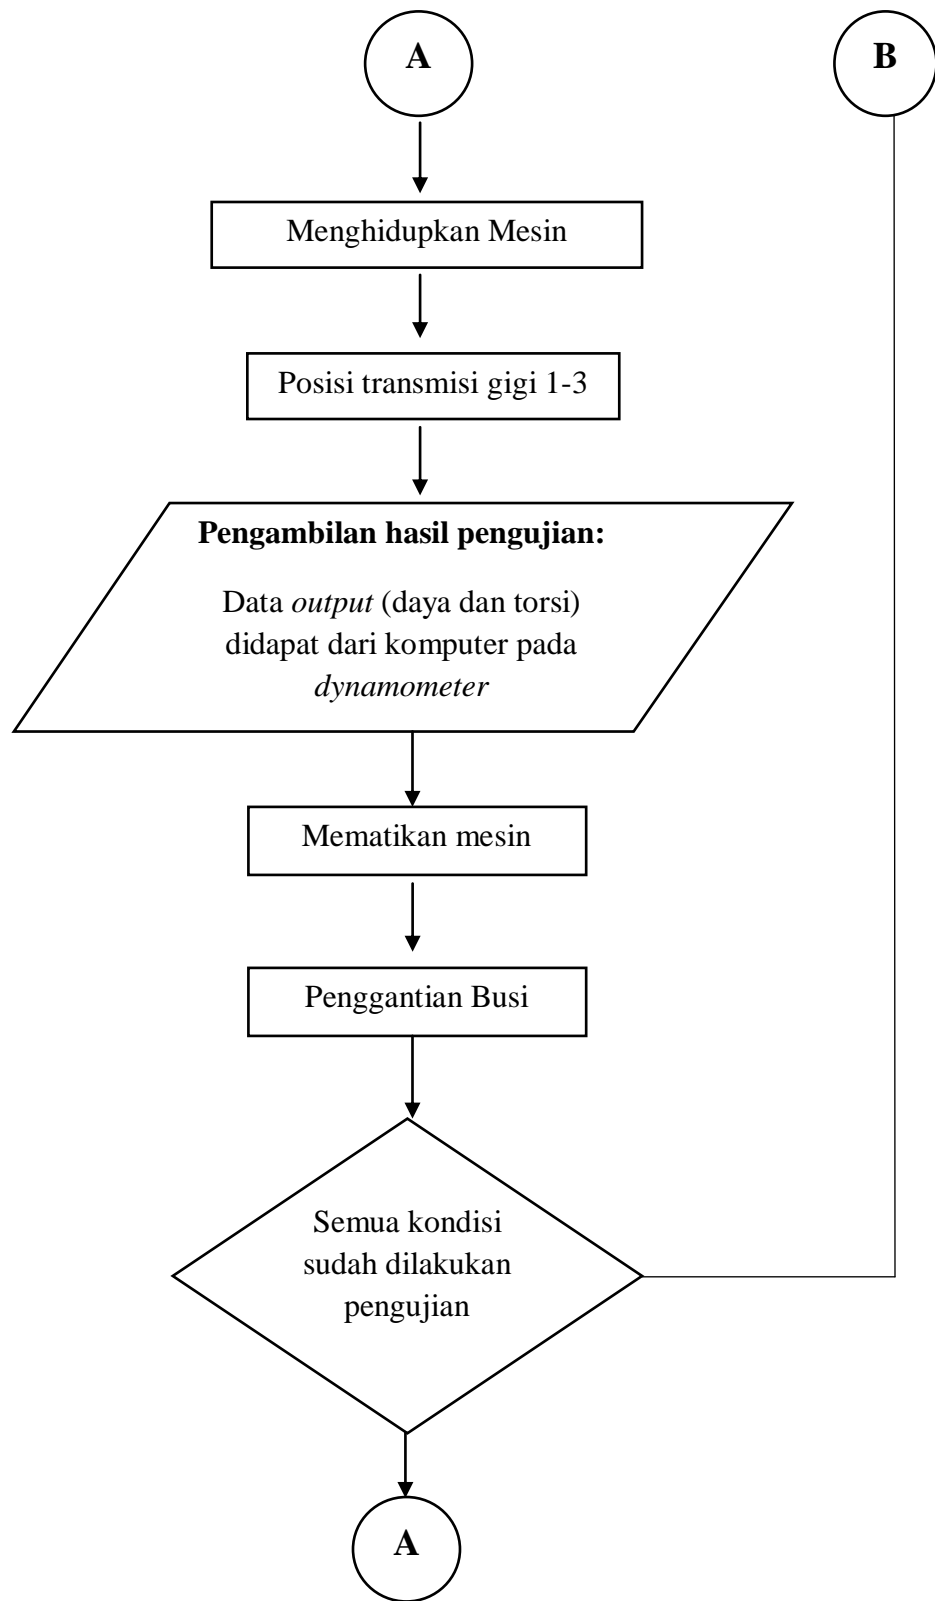 A
B
Menghidupkan Mesin
Posisi transmisi gigi 1-3
Pengambilan hasil pengujian:
Data output (daya dan torsi)
didapat dari komputer pada
dynamometer
Mematikan mesin
Penggantian Busi
Semua kondisi
sudah dilakukan
pengujian
A